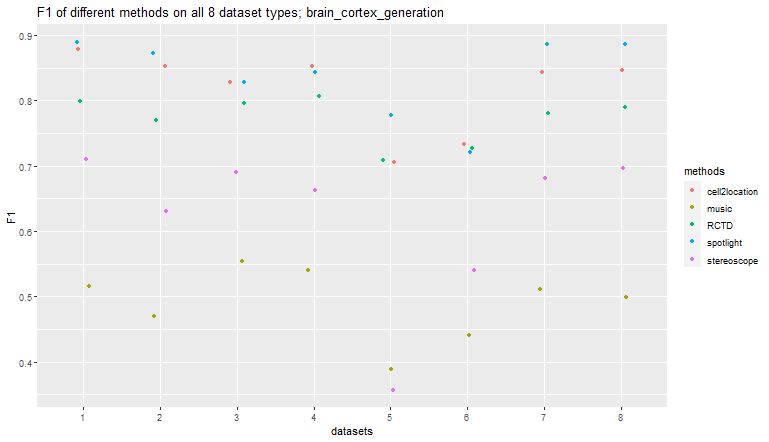 F1 of different methods on all 8 dataset types; brain_cortex_generation
0.9
0.8
0.7
0.6
0.5
0.4
F1
1 2 3 4 5 6 7 8
datasets
methods
cell2location
music
RCTD
spotlight
stereoscope